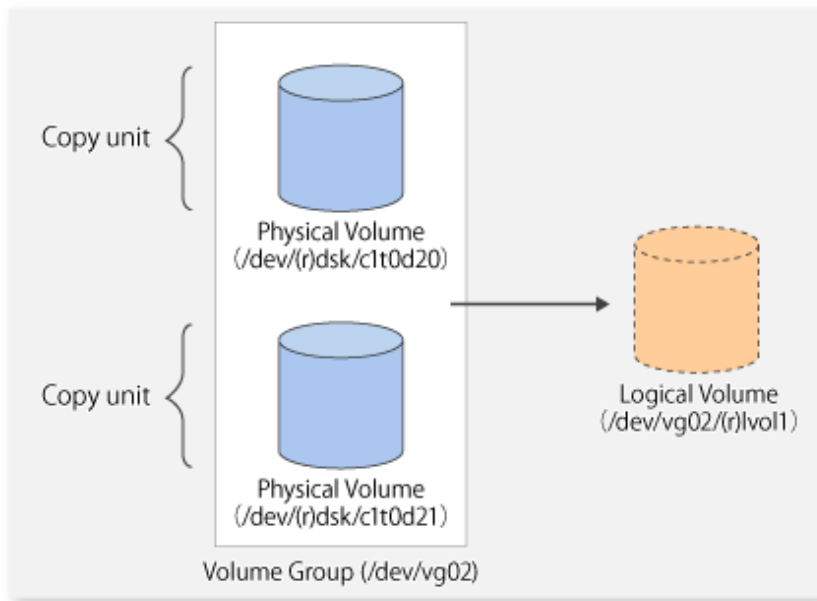 Copy unit
Physical Volume
(/dev/(r)dsk/c1t0d20)
Copy unit
Physical Volume
(/dev/(r)dsk/c1t0d21)
Logical Volume
(/dev/vg02/(r)lvol1)
Volume Group (/dev/vg02)